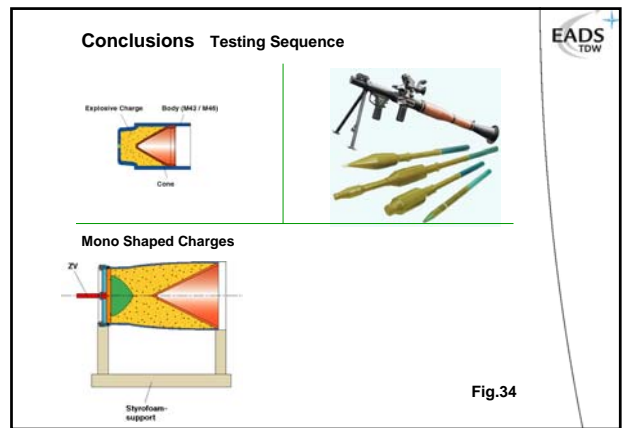 Conclusions Testing Sequence
EADS
TDW
Explosive Charge Body (M42 / M46)
Cone
Mono Shaped Charges
ZV
Styrofoam-
support
Fig.34